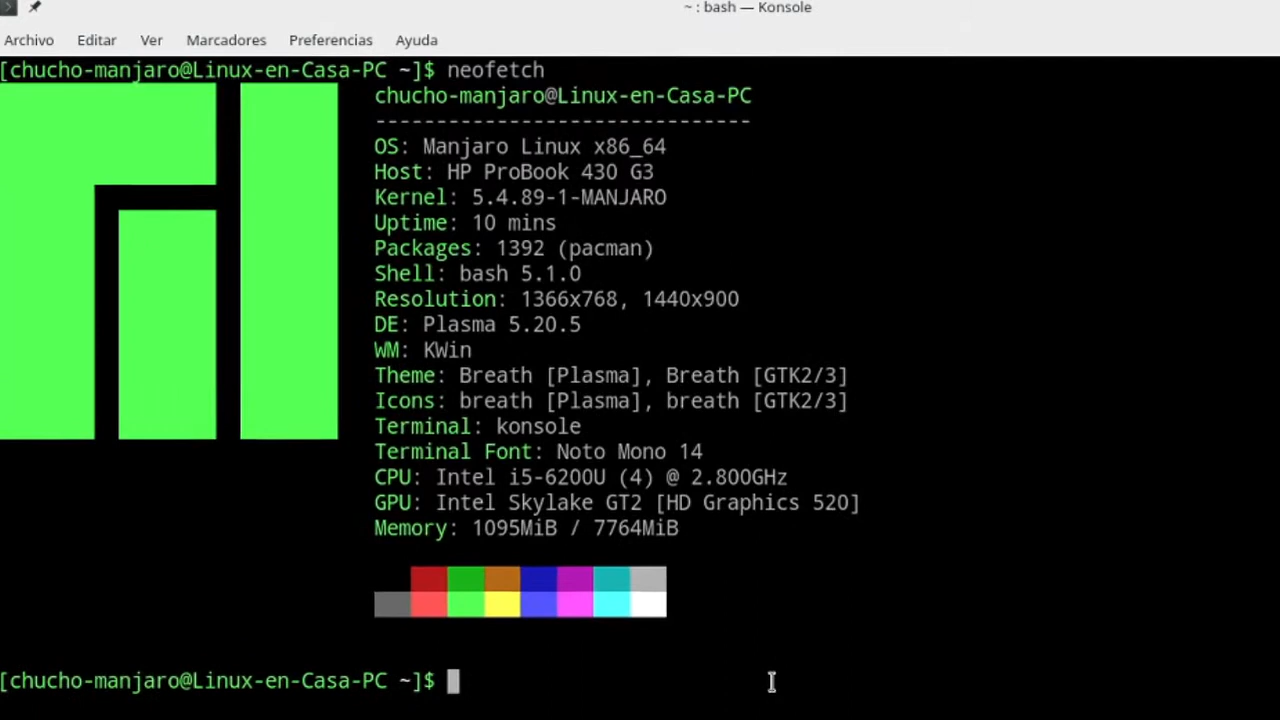 ~ : bash — Konsole
Archivo Editar Ver Marcadores Preferencias Ayuda
[chucho-manjaro@Linux-en-Casa-PC ~]$ neofetch
chucho-manjaro@Linux-en-Casa-PC
-------------------------------
OS: Manjaro Linux x86_64
Host: HP ProBook 430 G3
Kernel: 5.4.89-1-MANJARO
Uptime: 10 mins
Packages: 1392 (pacman)
Shell: bash 5.1.0
Resolution: 1366x768, 1440x900
DE: Plasma 5.20.5
WM: KWin
Theme: Breath [Plasma], Breath [GTK2/3]
Icons: breath [Plasma], breath [GTK2/3]
Terminal: konsole
Terminal Font: Noto Mono 14
CPU: Intel i5-6200U (4) @ 2.800GHz
GPU: Intel Skylake GT2 [HD Graphics 520]
Memory: 1095MiB / 7764MiB
[chucho-manjaro@Linux-en-Casa-PC ~]$